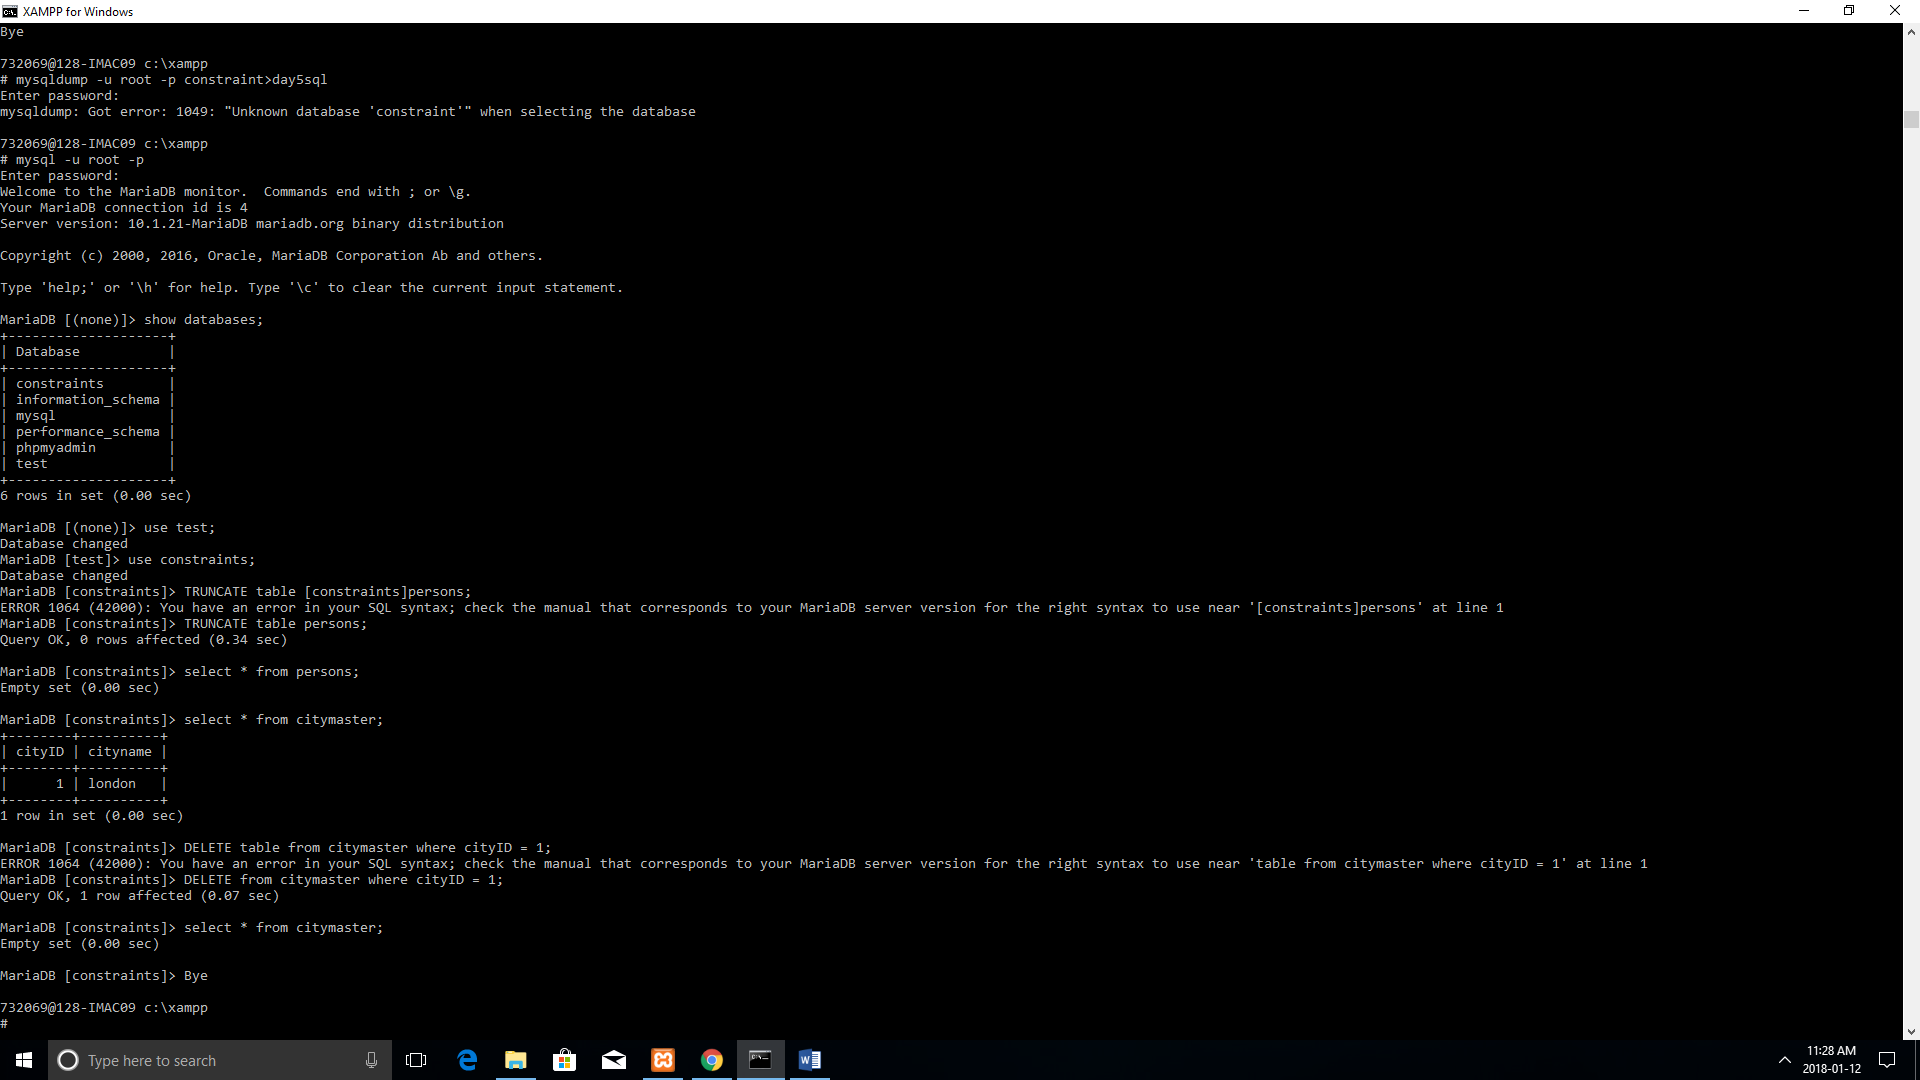 XAMPP for Windows
Bye
732069@128-IMAC09 c:\xampp
# mysqldump -u root -p constraint>day5sql
Enter password:
mysqldump: Got error: 1049: "Unknown database 'constraint'" when selecting the database
732069@128-IMAC09 c:\xampp
# mysql -u root -p
Enter password:
Welcome to the MariaDB monitor.  Commands end with ; or \g.
Your MariaDB connection id is 4
Server version: 10.1.21-MariaDB mariadb.org binary distribution
Copyright (c) 2000, 2016, Oracle, MariaDB Corporation Ab and others.
Type 'help;' or '\h' for help. Type '\c' to clear the current input statement.
MariaDB [(none)]> show databases;
+--------------------+
| Database           |
+--------------------+
| constraints        |
| information_schema |
| mysql              |
| performance_schema |
| phpmyadmin         |
| test               |
+--------------------+
6 rows in set (0.00 sec)
MariaDB [(none)]> use test;
Database changed
MariaDB [test]> use constraints;
Database changed
MariaDB [constraints]> TRUNCATE table [constraints]persons;
ERROR 1064 (42000): You have an error in your SQL syntax; check the manual that corresponds to your MariaDB server version for the right syntax to use near '[constraints]persons' at line 1
MariaDB [constraints]> TRUNCATE table persons;
Query OK, 0 rows affected (0.34 sec)
MariaDB [constraints]> select * from persons;
Empty set (0.00 sec)
MariaDB [constraints]> select * from citymaster;
+--------+----------+
| cityID | cityname |
+--------+----------+
|      1 | london   |
+--------+----------+
1 row in set (0.00 sec)
MariaDB [constraints]> DELETE table from citymaster where cityID = 1;
ERROR 1064 (42000): You have an error in your SQL syntax; check the manual that corresponds to your MariaDB server version for the right syntax to use near 'table from citymaster where cityID = 1' at line 1
MariaDB [constraints]> DELETE from citymaster where cityID = 1;
Query OK, 1 row affected (0.07 sec)
MariaDB [constraints]> select * from citymaster;
Empty set (0.00 sec)
MariaDB [constraints]> Bye
732069@128-IMAC09 c:\xampp
#
Type here to search
11:28 AM
2018-01-12